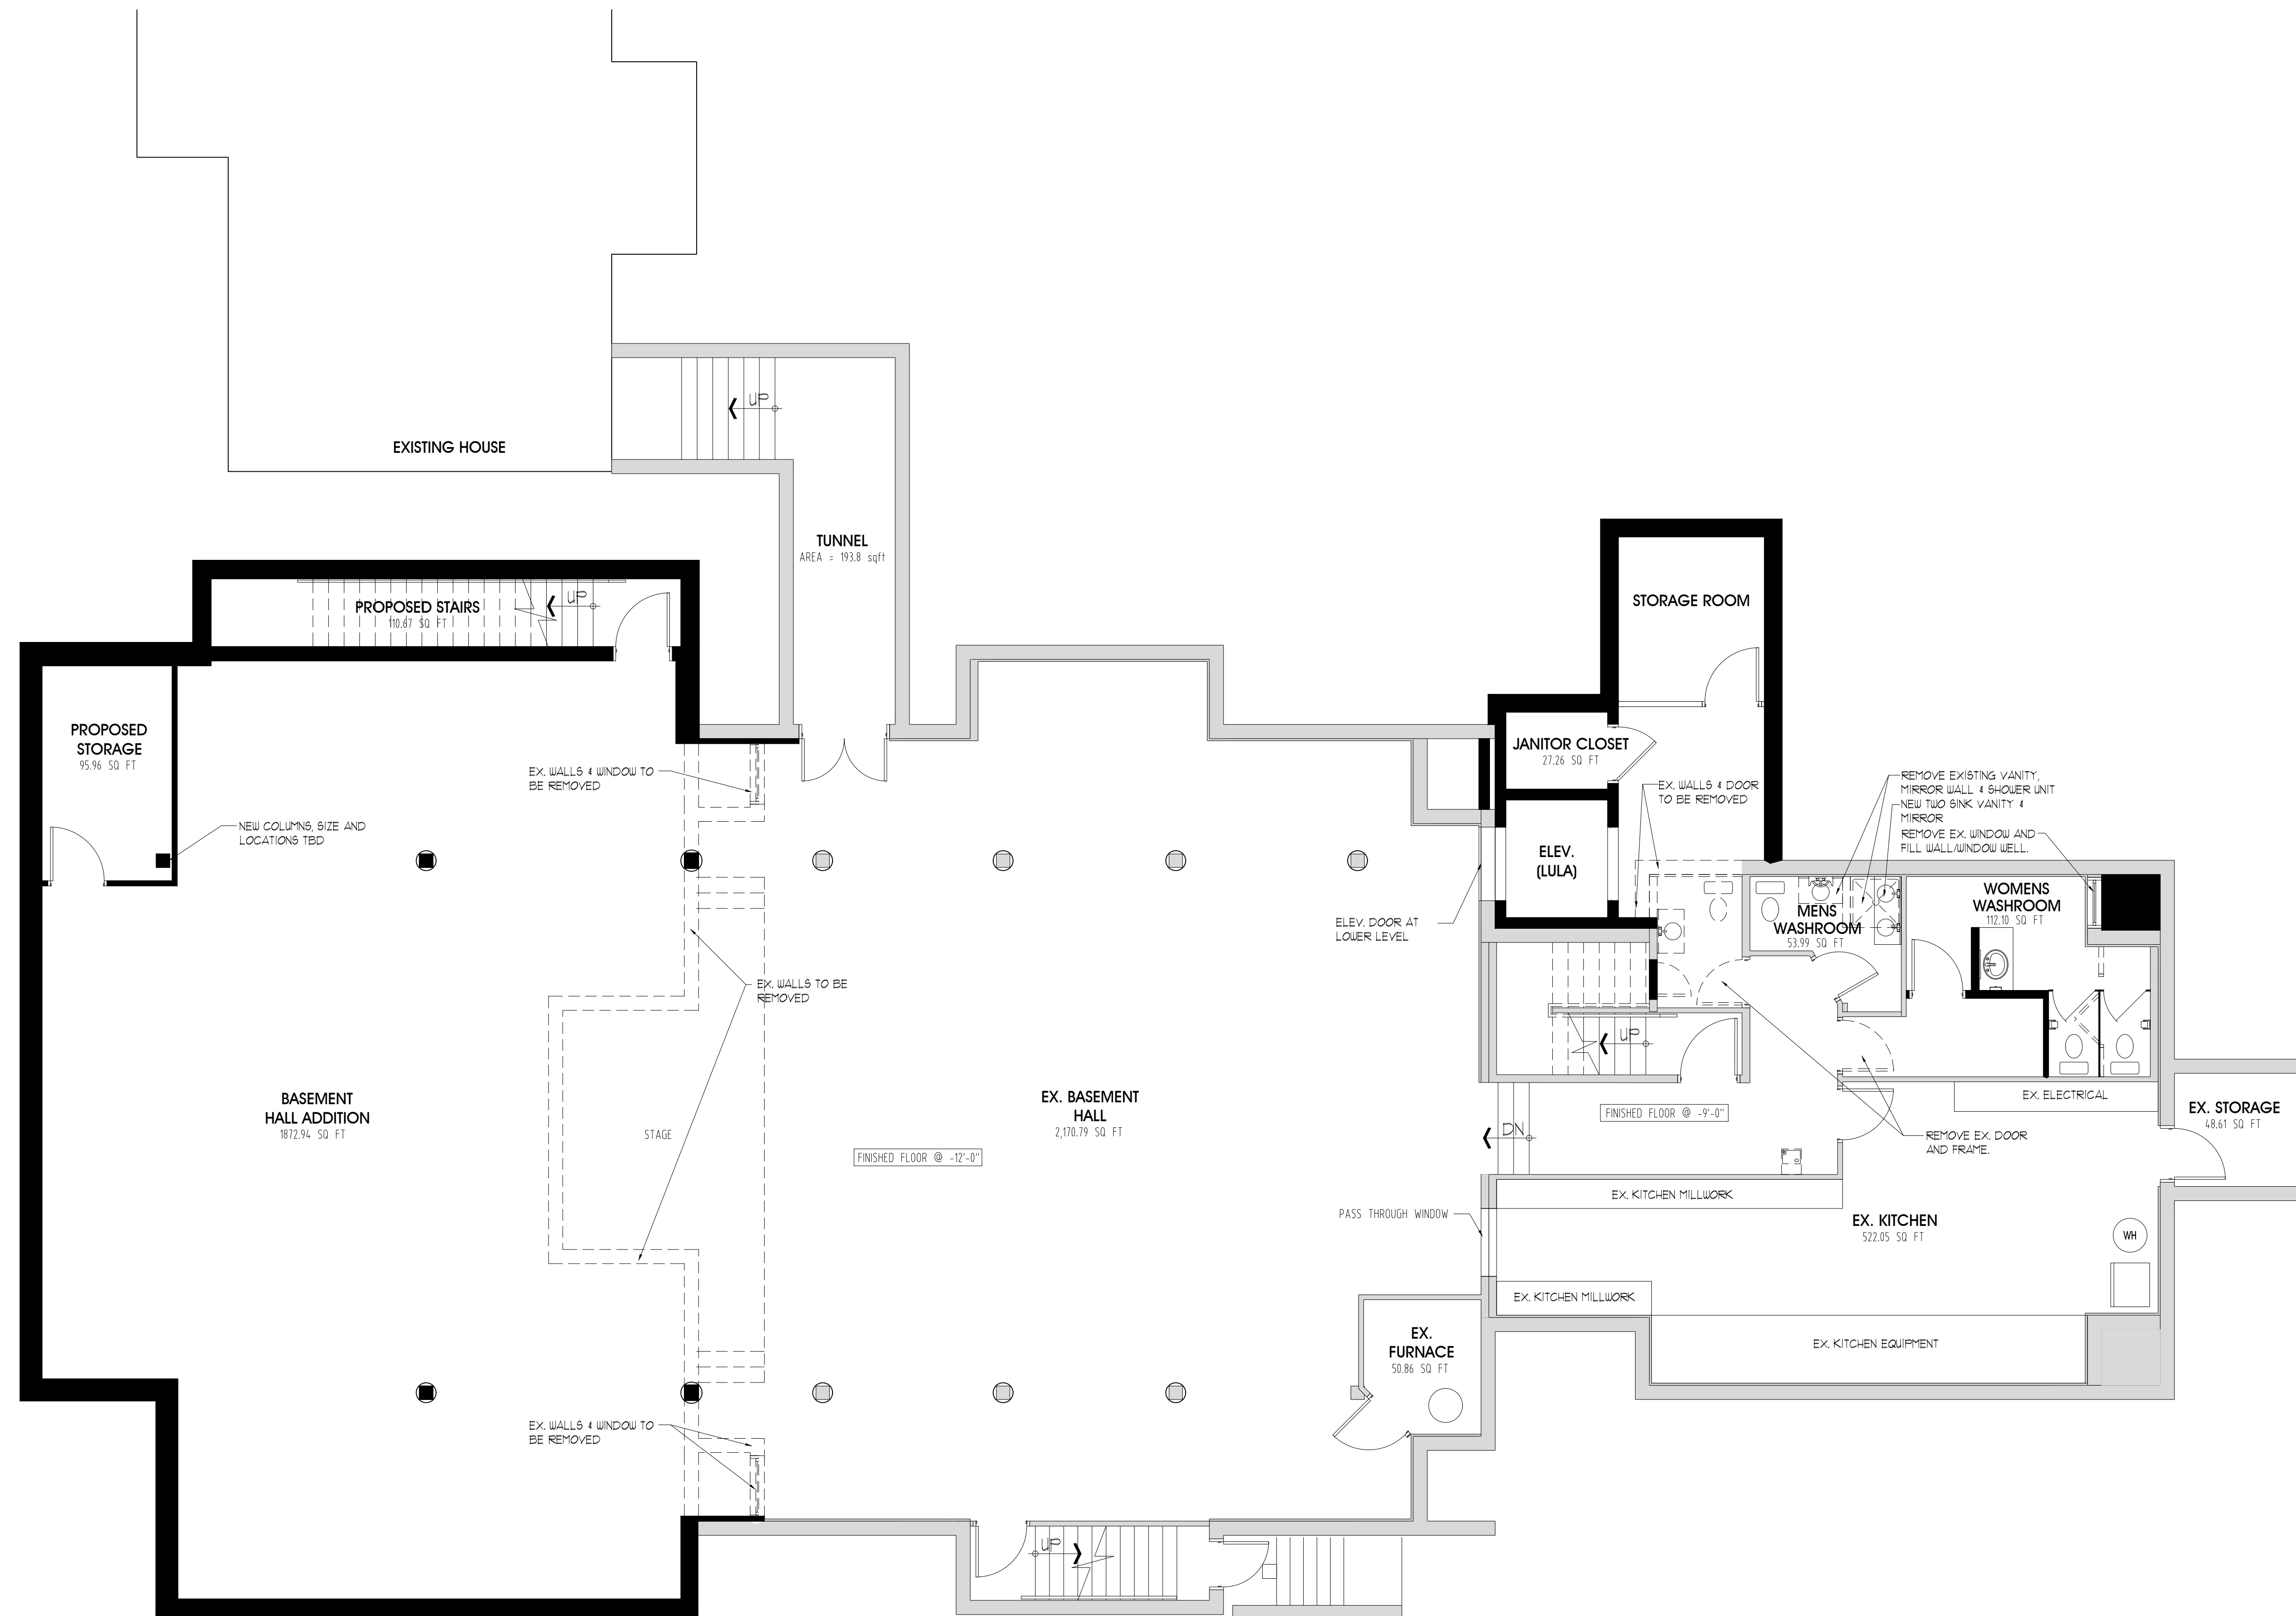 EXISTING HOUSE
UP
TUNNEL
AREA = 193.8 sqft
PROPOSED STAIRS
110.67 SQ FT
UP
STORAGE ROOM
PROPOSED
STORAGE
95.96 SQ FT
EX. WALLS & WINDOW TO
BE REMOVED
NEW COLUMNS, SIZE AND
LOCATIONS TBD
JANITOR CLOSET
27.26 SQ FT
EX. WALLS & DOOR
TO BE REMOVED
REMOVE EXISTING VANITY,
MIRROR WALL & SHOWER UNIT
NEW TWO SINK VANITY &
MIRROR
REMOVE EX. WINDOW AND
FILL WALL/WINDOW WELL.
ELEV.
(LULA)
ELEV. DOOR AT
LOWER LEVEL
MENS
WASHROOM
53.99 SQ FT
WOMENS
WASHROOM
112.10 SQ FT
EX. WALLS TO BE
REMOVED
UP
BASEMENT
HALL ADDITION
1872.94 SQ FT
STAGE
EX. BASEMENT
HALL
2,170.79 SQ FT
FINISHED FLOOR @ -12'-0"
FINISHED FLOOR @ -9'-0"
DN
EX. ELECTRICAL
EX. STORAGE
48.61 SQ FT
REMOVE EX. DOOR
AND FRAME.
EX. KITCHEN MILLWORK
PASS THROUGH WINDOW
EX. KITCHEN
522.05 SQ FT
WH
EX. KITCHEN MILLWORK
EX. KITCHEN EQUIPMENT
EX.
FURNACE
50.86 SQ FT
EX. WALLS & WINDOW TO
BE REMOVED
UP